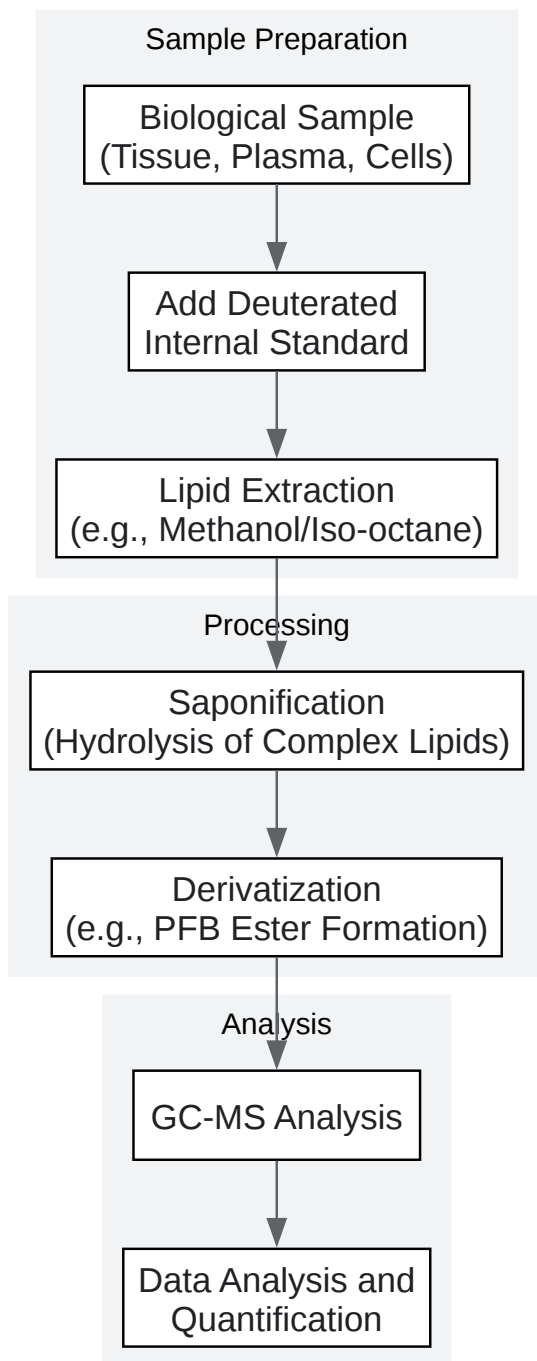 Sample Preparation
Biological Sample
(Tissue, Plasma, Cells)
Add Deuterated
Internal Standard
Lipid Extraction
(e.g., Methanol/Iso-octane)
Processing
Saponification
(Hydrolysis of Complex Lipids)
Derivatization
(e.g., PFB Ester Formation)
Analysis
GC-MS Analysis
Data Analysis and
Quantification